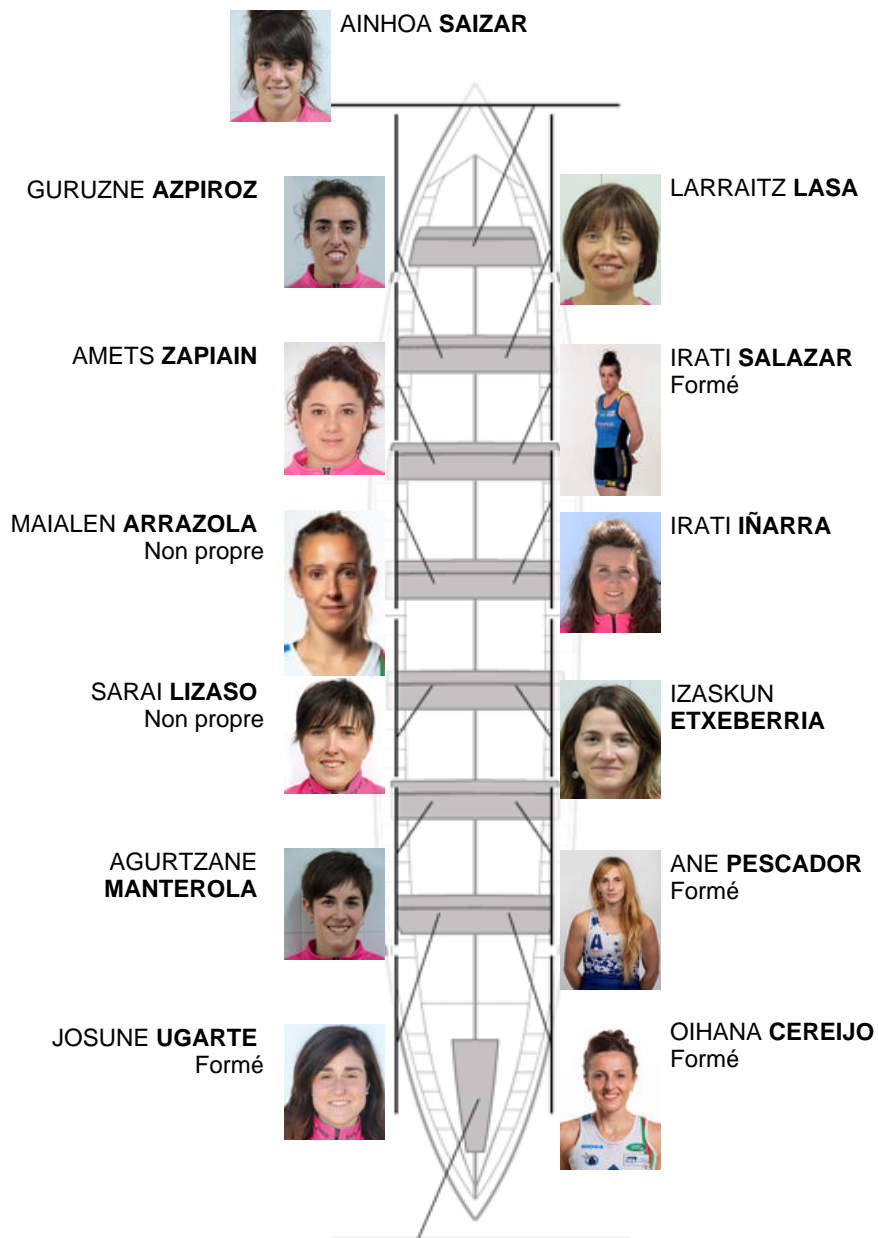 AINHOA SAIZAR
GURUZNE AZPIROZ
LARRAITZ LASA
AMETS ZAPIAIN
IRATI SALAZAR
Formé
MAIALEN ARRAZOLA
Non propre
IRATI IÑARRA
SARAI LIZASO
Non propre
IZASKUN
ETXEBERRIA
AGURTZANE
MANTEROLA
ANE PESCADOR
Formé
JOSUNE UGARTE
Formé
OIHANA CEREIJO
Formé